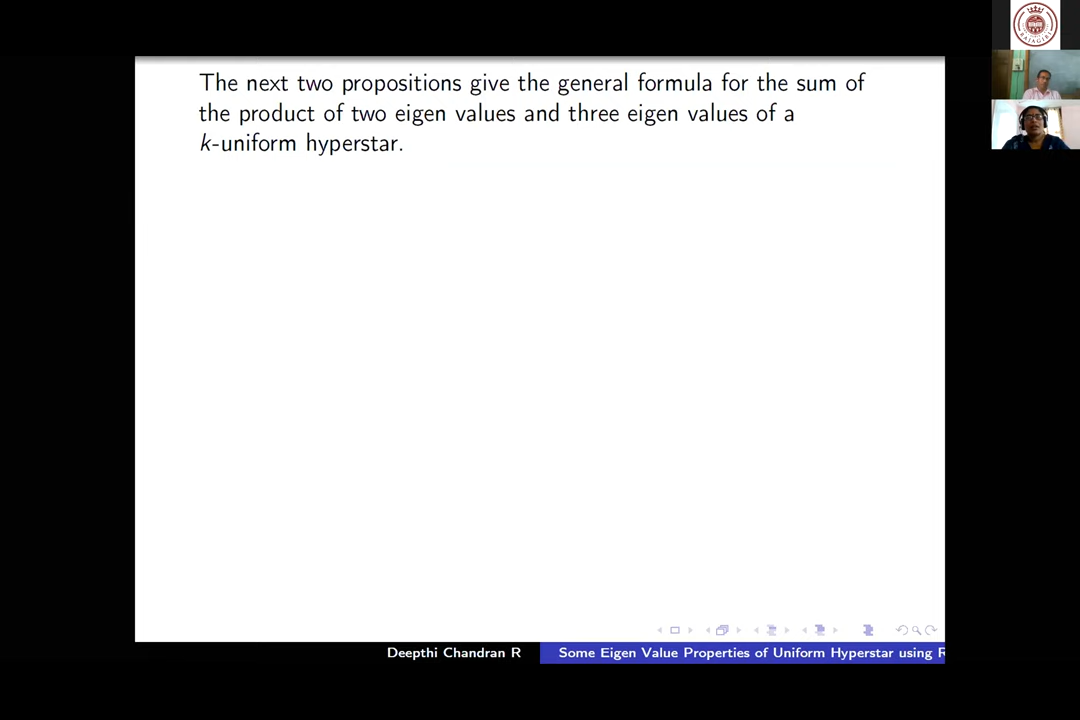 The next two propositions give the general formula for the sum of
the product of two eigen values and three eigen values of a
k-uniform hyperstar.
Deepthi Chandran R
Some Eigen Value Properties of Uniform Hyperstar using R
RAJAGIRI